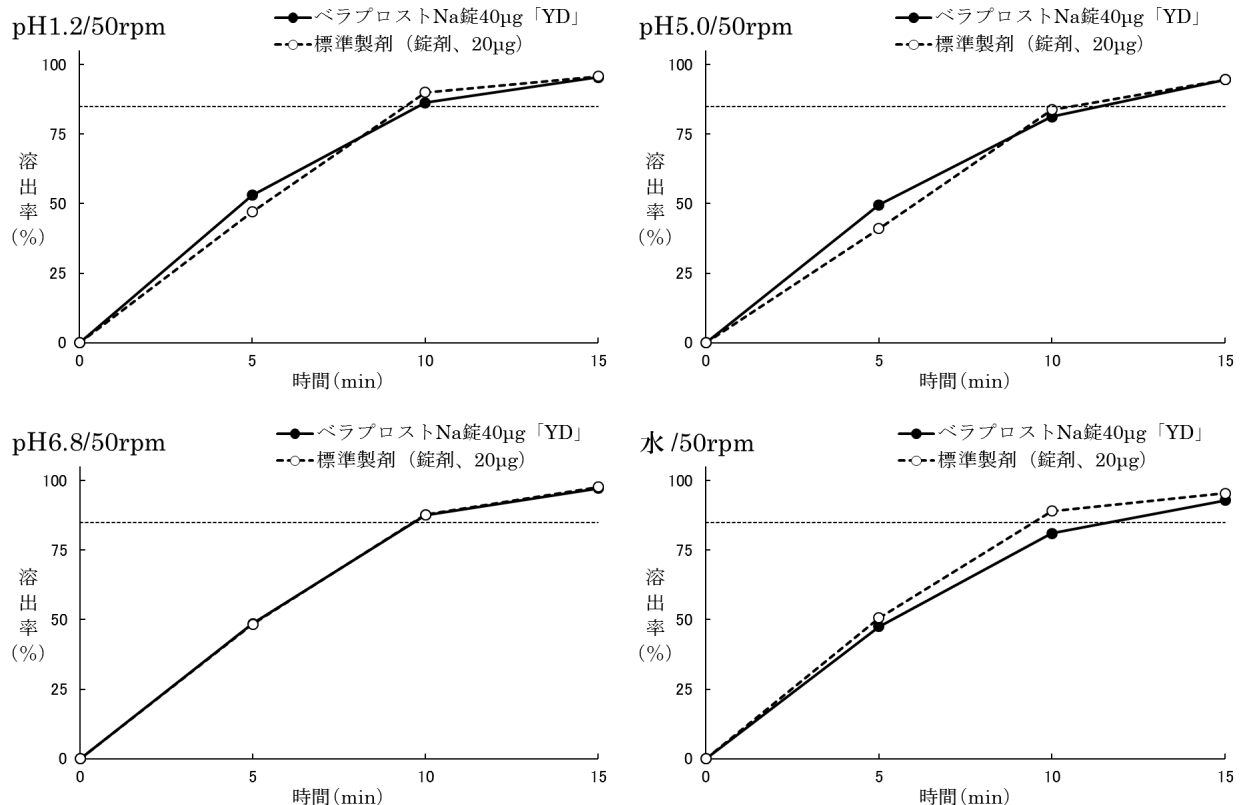 pH1.2/50rpm
ベラプロストNa錠40μg「YD」
標準製剤（錠剤、20μg）
100
75
50
25
0
溶出率(%)
0 5 10 15
時間(min)
pH5.0/50rpm
ベラプロストNa錠40μg「YD」
標準製剤（錠剤、20μg）
100
75
50
25
0
溶出率(%)
0 5 10 15
時間(min)
pH6.8/50rpm
ベラプロストNa錠40μg「YD」
標準製剤（錠剤、20μg）
100
75
50
25
0
溶出率(%)
0 5 10 15
時間(min)
水/50rpm
ベラプロストNa錠40μg「YD」
標準製剤（錠剤、20μg）
100
75
50
25
0
溶出率(%)
0 5 10 15
時間(min)